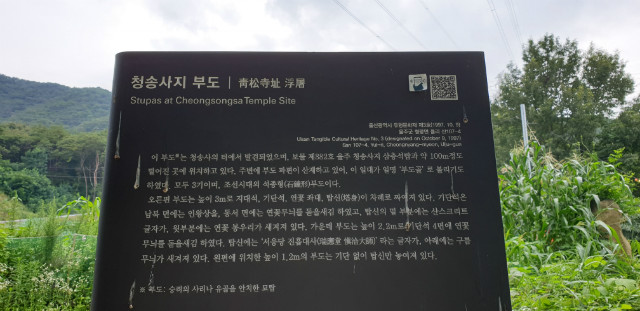 청송사지 부도 | 靑松寺址 浮屠
Stupas at Cheongsongsa Temple Site
울산광역시 유형문화재 제3호(1997. 10. 9)
울주군 청량면 율리 산107-4
Ulsan Tangible Cultural Heritage No. 3 (designated on October 9, 1997)
San 107-4, Yul-ri, Cheongnyang-myeon, Ulju-gun
이 부도*는 청송사의 터에서 발견되었으며, 보물 제382호 울주 청송사지 삼층석탑과 약 100m정도
떨어진 곳에 위치하고 있다. 주변에 부도 파편이 산재하고 있어, 이 일대가 일명 '부도골' 로 불리기도
하였다. 모두 3기이며, 조선시대의 석종형(石鐘形)부도이다.
오른편 부도는 높이 3m로 지대석, 기단석, 연꽃 좌대, 탑신(塔身)이 차례로 짜여져 있다. 기단석은
남북 면에는 인왕상을, 동서 면에는 연꽃무늬를 돋을새김 하였고, 탑신의 옆 부분에는 산스크리트
글자가, 윗부분에는 연꽃 봉우리가 새겨져 있다. 가운데 부도는 높이 2.2m로 기단석 4면에 연꽃
무늬를 돋을새김 하였다. 탑신에는 '서응당 진흡대사( 大師)' 라는 글자가, 아래에는 구름
무늬가 새겨져 있다. 왼편에 위치한 높이 1.2m의 부도는 기단 없이 탑신만 놓여져 있다.
※ 부도: 승려의 사리나 유골을 안치한 묘탑